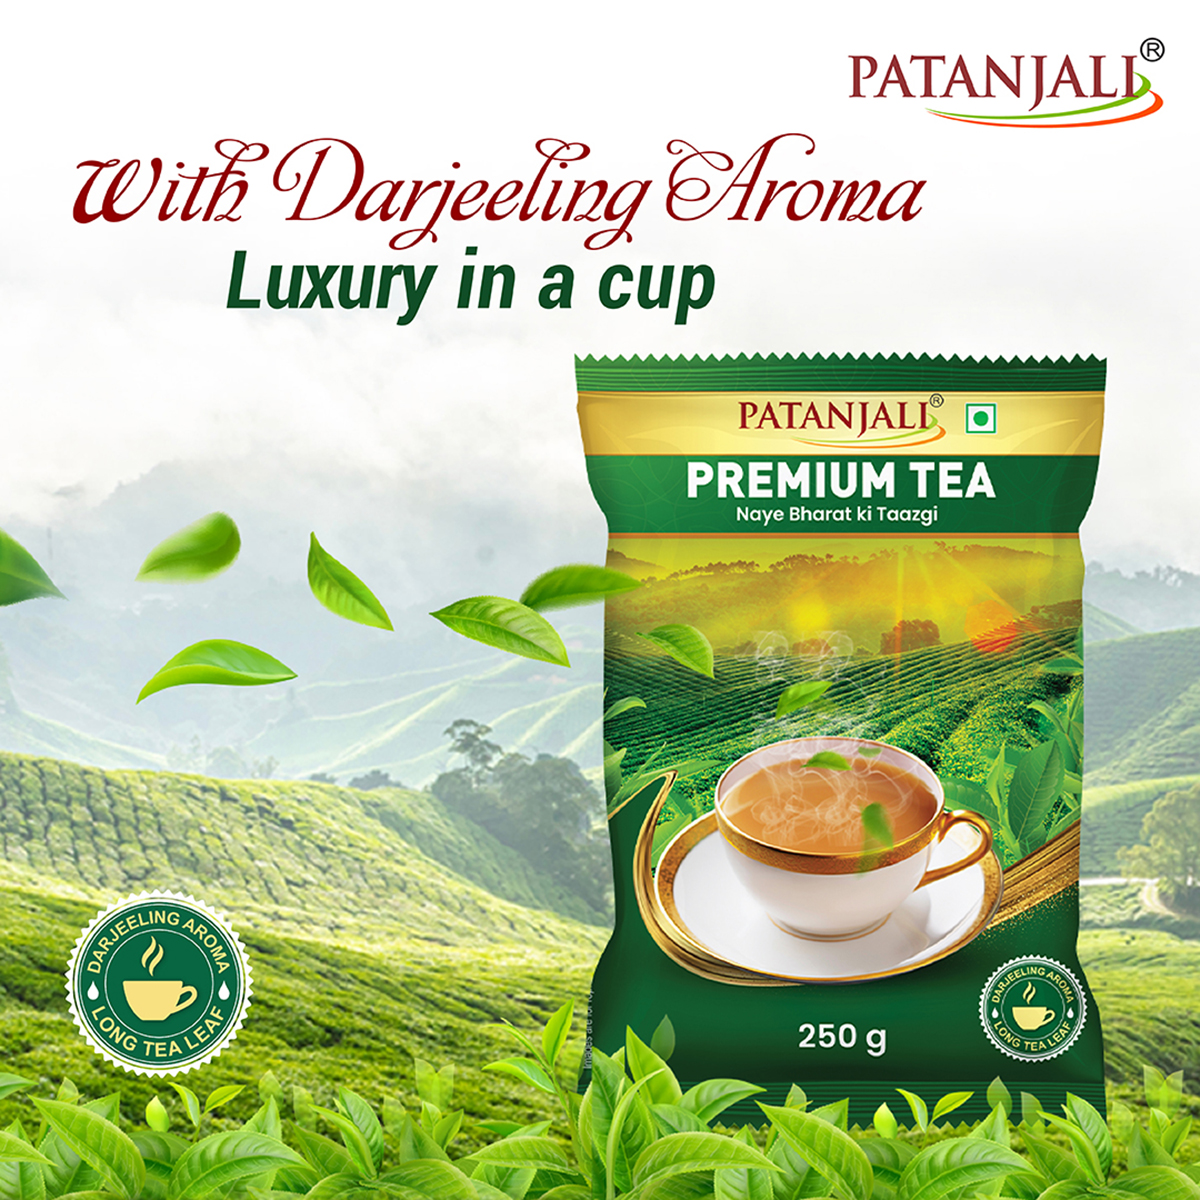 PATANJALI®
With Darjeeling Aroma
Luxury in a cup
PATANJALI®
PREMIUM TEA
Naye Bharat ki Taazgi
DARJEELING AROMA
LONG TEA LEAF
DARJEELING AROMA
LONG TEA LEAF
250 g